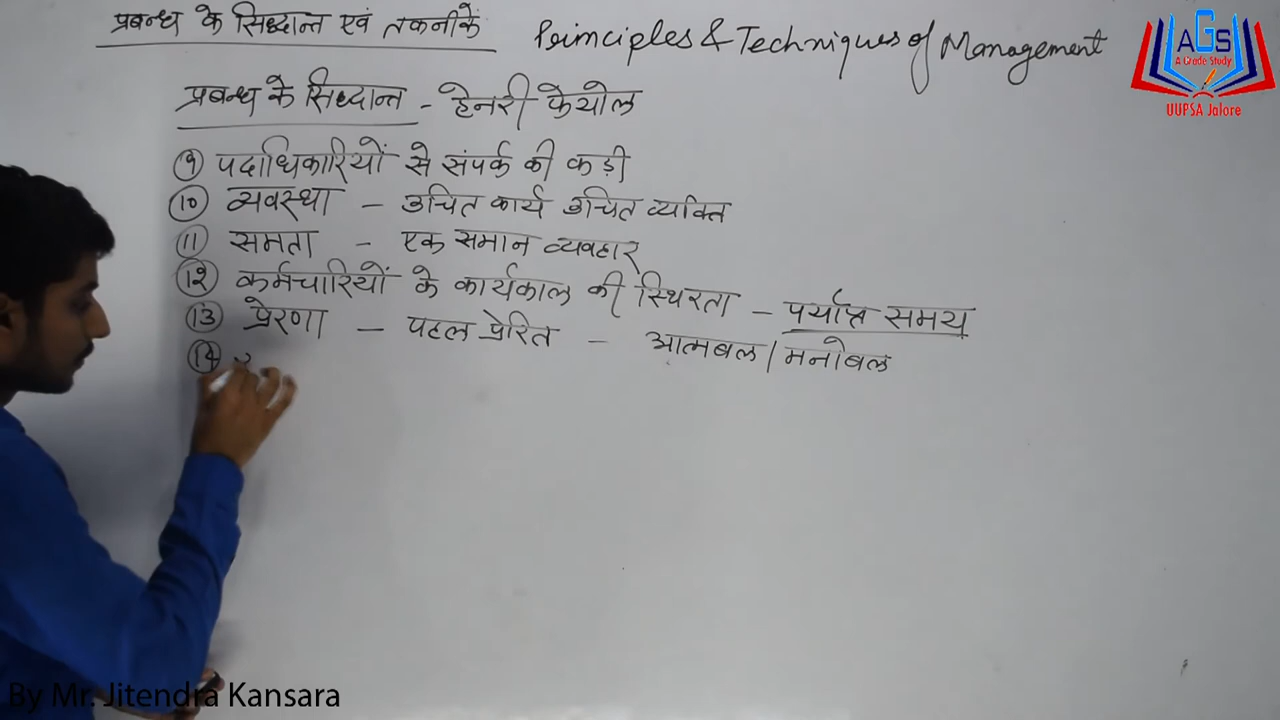 प्रबन्ध के सिद्धान्त एवं तकनीकें Principles & Techniques of Management
AGS
A Grade Study
UUPSA Jalore
प्रबन्ध के सिध्दान्त - हेनरी फेयोल
९ पदाधिकारियों से संपर्क की कड़ी
10 व्यवस्था - उचित कार्य उचित व्यक्ति
11 समता - एक समान व्यवहार
१२ कर्मचारियों के कार्यकाल की स्थिरता - पर्याप्त समय
13 प्रेरणा - पहल प्रेरित - आत्मबल / मनोबल
14
By Mr. Jitendra Kansara